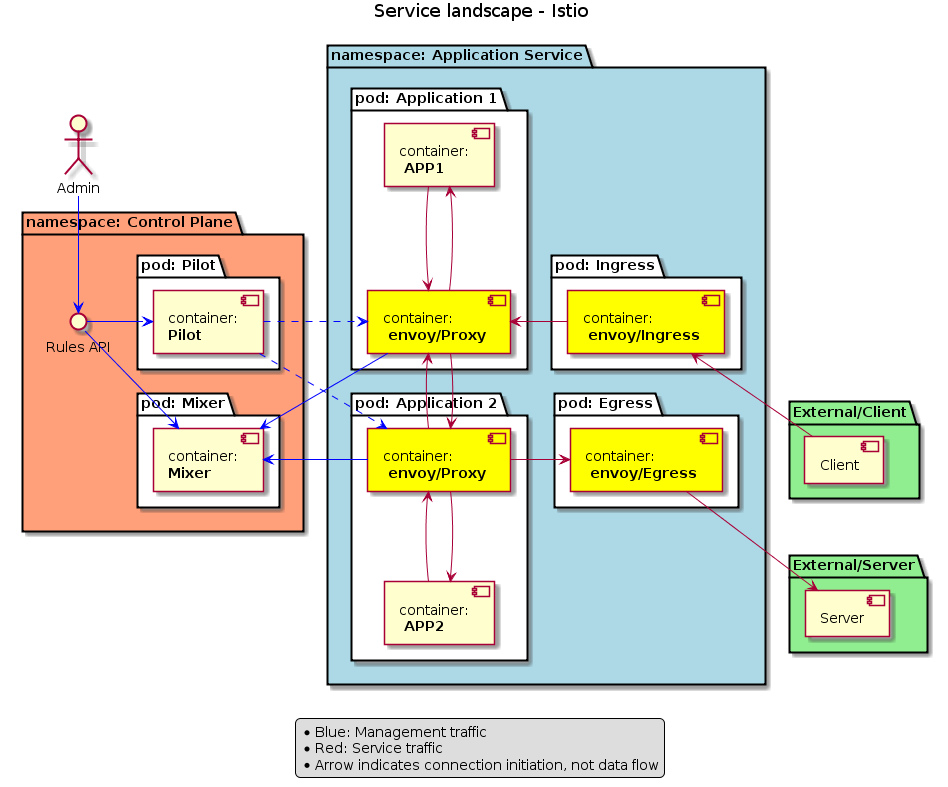 Service landscape - Istio
namespace: Application Service
pod: Application 1
container:
APP1
Admin
namespace: Control Plane
pod: Pilot
pod: Ingress
container:
Pilot
container:
envoy/Proxy
container:
envoy/Ingress
Rules API
pod: Mixer
pod: Application 2
pod: Egress
External/Client
container:
Mixer
container:
envoy/Proxy
container:
envoy/Egress
Client
External/Server
container:
APP2
Server
• Blue: Management traffic
• Red: Service traffic
• Arrow indicates connection initiation, not data flow